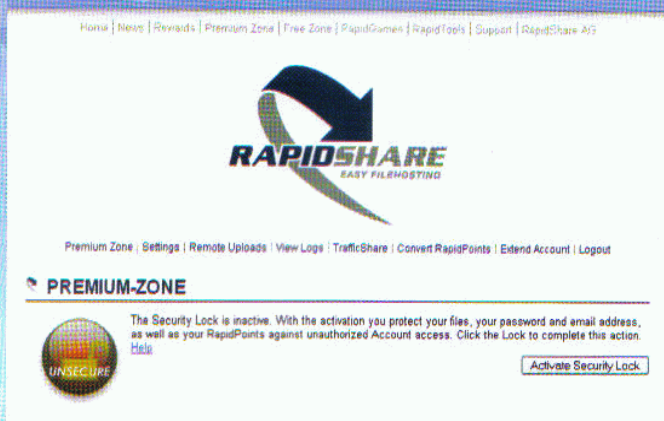 Home | News | Rewards | Premium Zone | Free Zone | RapidGames | RapidTools | Support | RapidShare AG
RAPIDSHARE
EASY FILEHOSTING
Premium Zone | Settings | Remote Uploads | View Logs | TrafficShare | Convert RapidPoints | Extend Account | Logout
PREMIUM-ZONE
The Security Lock is inactive. With the activation you protect your files, your password and email address,
as well as your RapidPoints against unauthorized Account access. Click the Lock to complete this action.
Help
UNSECURE
Activate Security Lock